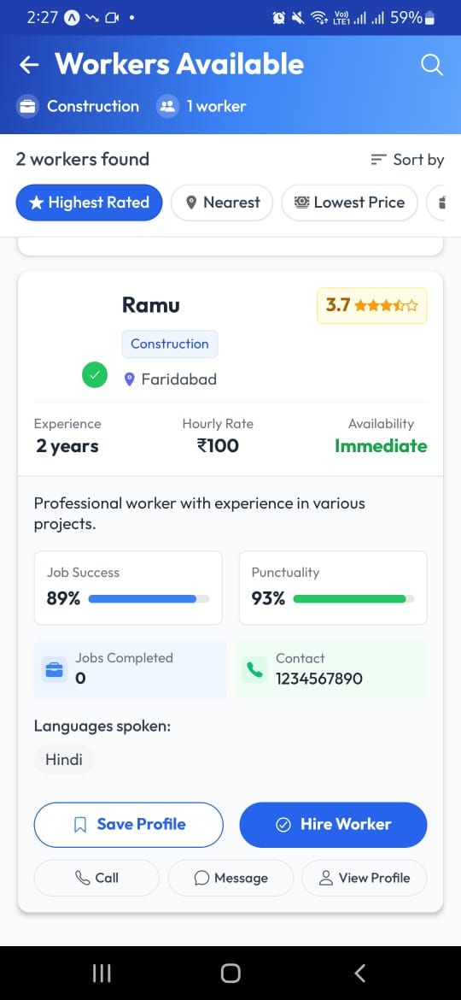 2:27 59%
Vo))
LTE1
Workers Available
Construction 1 worker
2 workers found Sort by
Highest Rated Nearest Lowest Price
Ramu 3.7
Construction
Faridabad
Experience Hourly Rate Availability
2 years ₹100 Immediate
Professional worker with experience in various
projects.
Job Success Punctuality
89% 93%
Jobs Completed Contact
0 1234567890
Languages spoken:
Hindi
Save Profile Hire Worker
Call Message View Profile